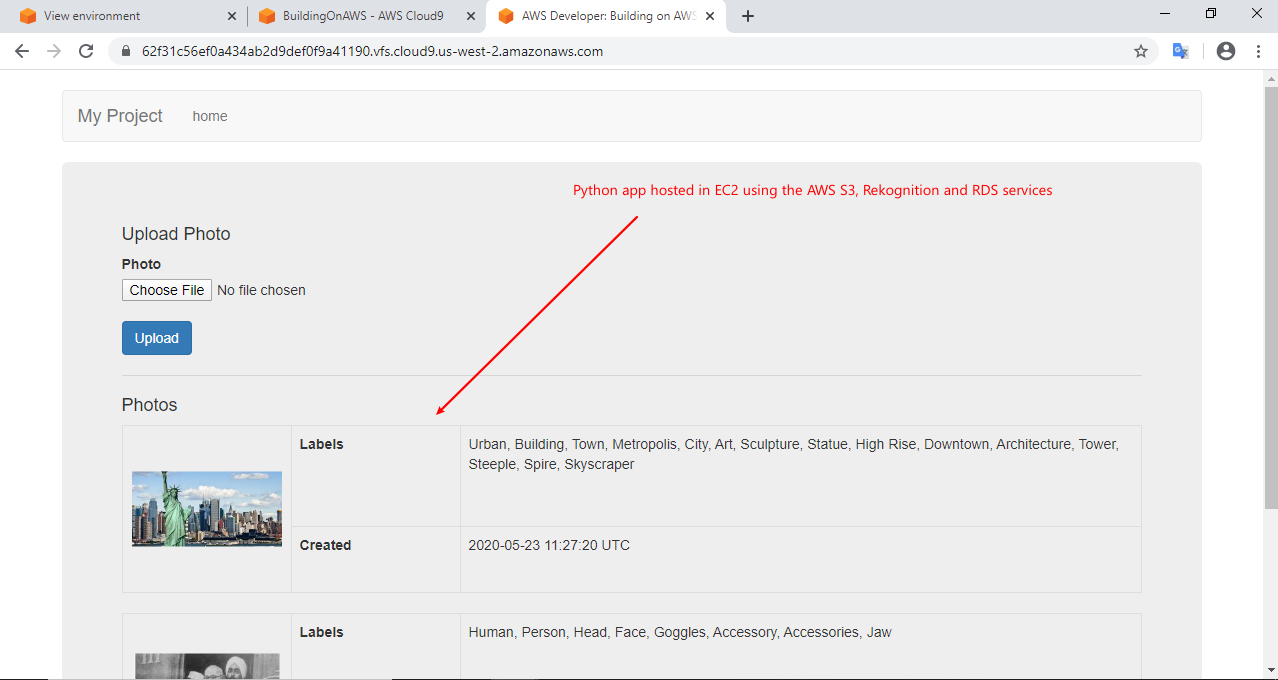 View environment
BuildingOnAWS - AWS Cloud9
AWS Developer: Building on AWS
62f31c56ef0a434ab2d9def0f9a41190.vfs.cloud9.us-west-2.amazonaws.com
My Project home
Python app hosted in EC2 using the AWS S3, Rekognition and RDS services
Upload Photo
Photo
Choose File No file chosen
Upload
Photos
Labels
Urban, Building, Town, Metropolis, City, Art, Sculpture, Statue, High Rise, Downtown, Architecture, Tower,
Steeple, Spire, Skyscraper
Created
2020-05-23 11:27:20 UTC
Labels
Human, Person, Head, Face, Goggles, Accessory, Accessories, Jaw